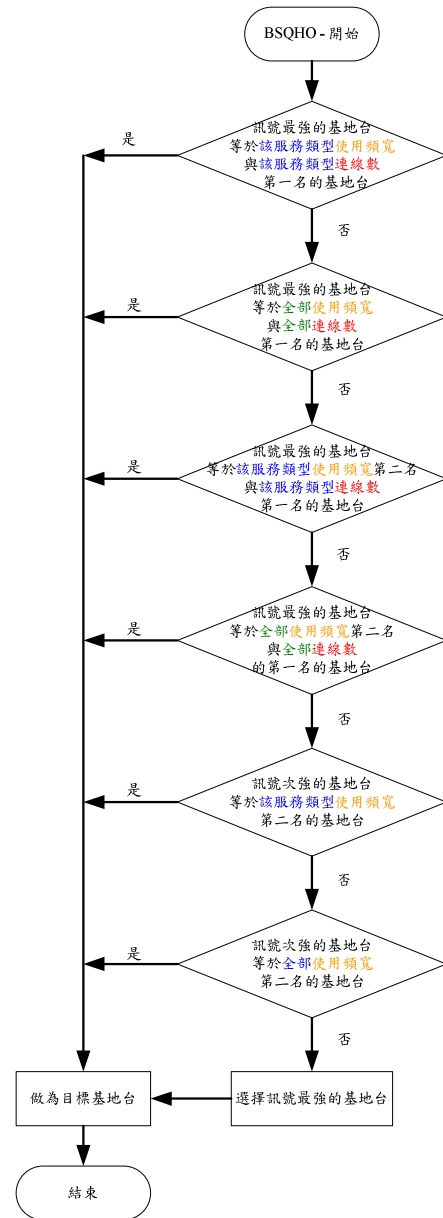 BSQHO - 開始
訊號最強的基地台
等於該服務類型使用頻寬
與該服務類型連線數
第一名的基地台
是
否
訊號最強的基地台
等於全部使用頻寬
與全部連線數
第一名的基地台
是
否
訊號最強的基地台
等於該服務類型使用頻寬第二名
與該服務類型連線數
第一名的基地台
是
否
訊號最強的基地台
等於全部使用頻寬第二名
與全部連線數
的第一名的基地台
是
否
訊號次強的基地台
等於該服務類型使用頻寬
第二名的基地台
是
否
訊號次強的基地台
等於全部使用頻寬
第二名的基地台
是
否
做為目標基地台
選擇訊號最強的基地台
結束